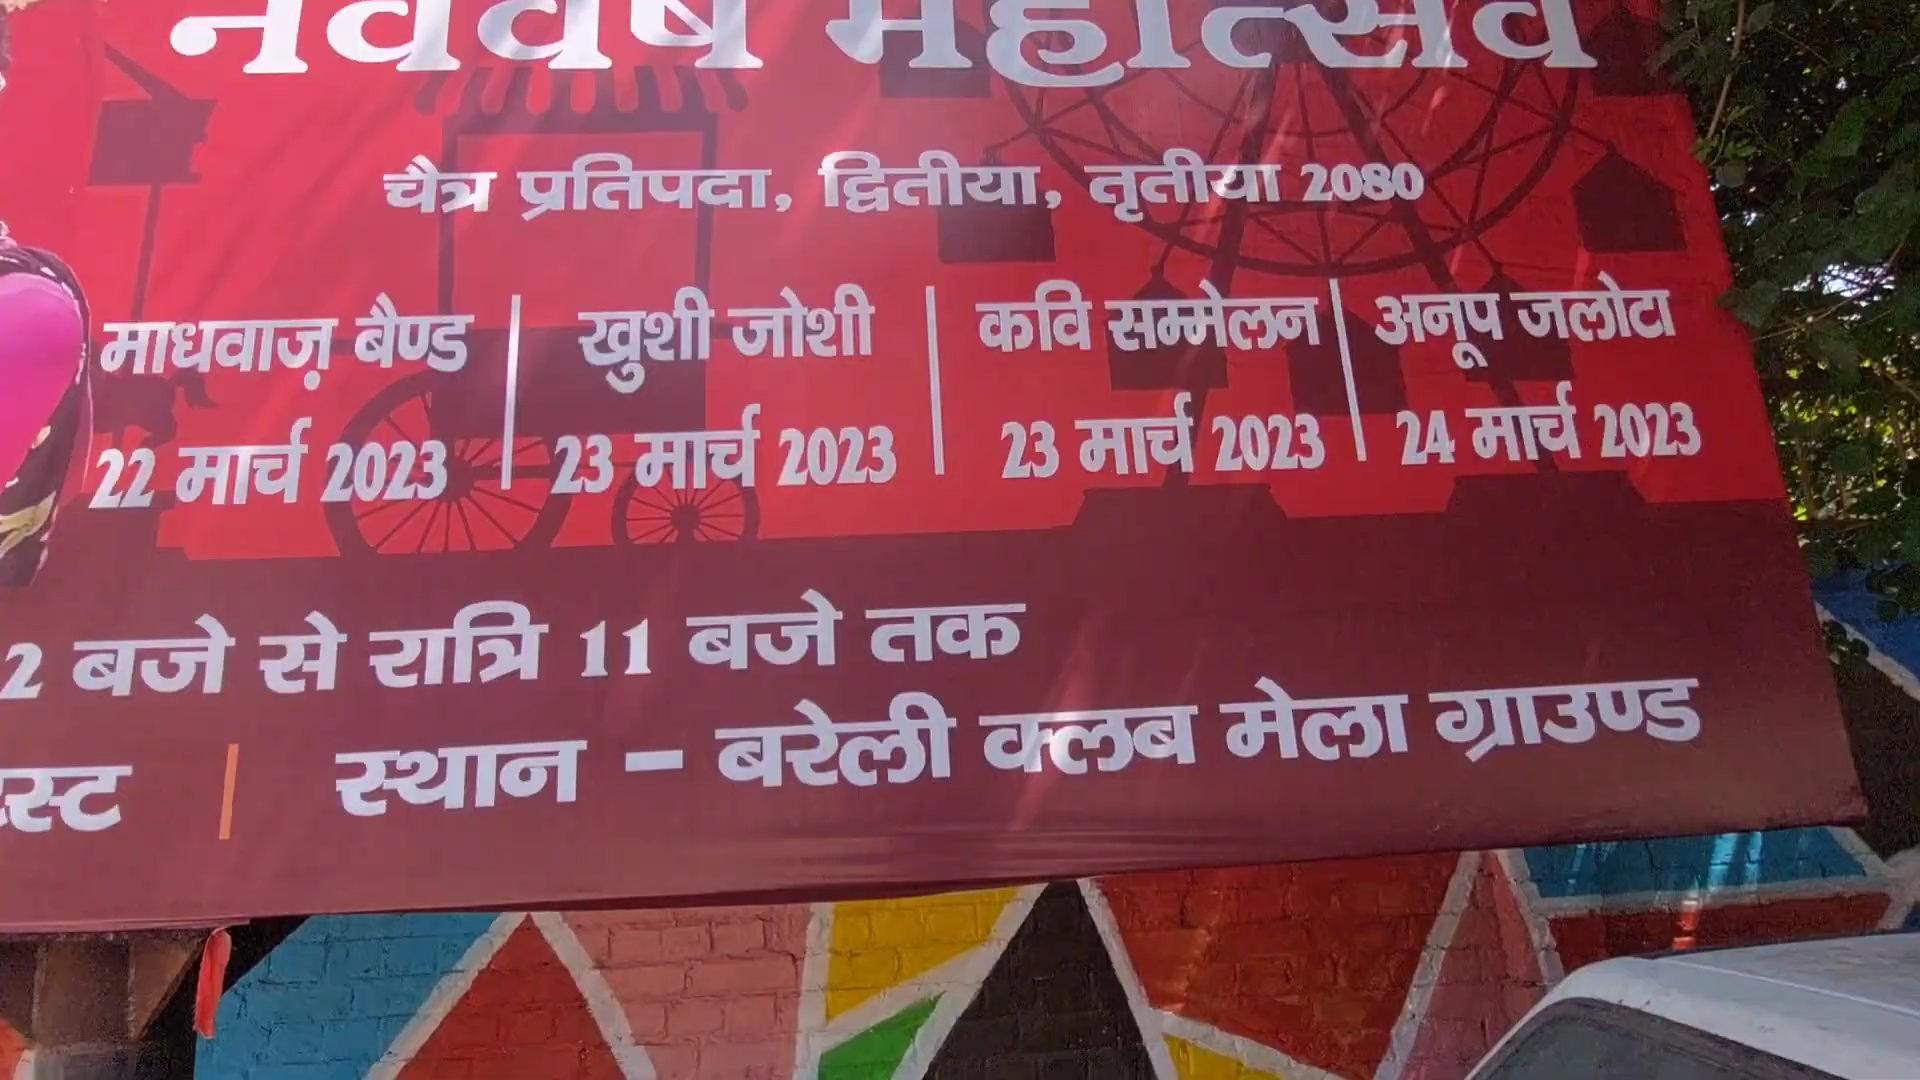 नववर्ष महोत्सव
चैत्र प्रतिपदा, द्वितीया, तृतीया 2080
माधवाज़ बैण्ड | खुशी जोशी | कवि सम्मेलन | अनूप जलोटा
22 मार्च 2023 | 23 मार्च 2023 | 23 मार्च 2023 | 24 मार्च 2023
2 बजे से रात्रि 11 बजे तक
| स्थान - बरेली क्लब मेला ग्राउण्ड